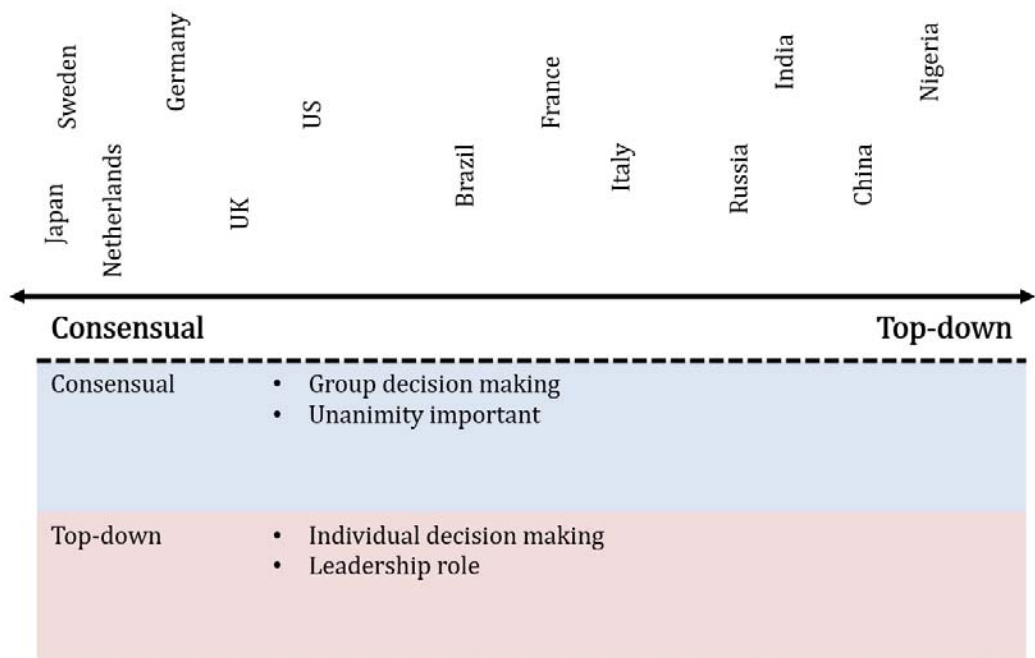 Sweden
Germany
US
France
India
Nigeria
Japan
Netherlands
UK
Brazil
Italy
Russia
China
Consensual
Top-down
Consensual
• Group decision making
• Unanimity important
Top-down
• Individual decision making
• Leadership role